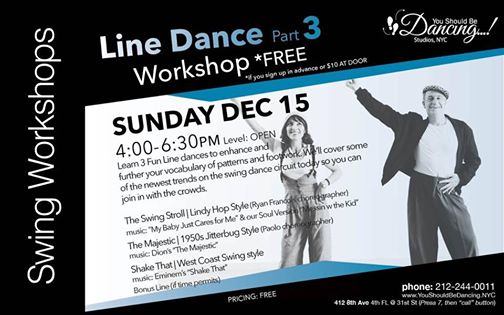 Swing Workshops
Line Dance Part 3
Workshop *FREE
*if you sign up in advance or $10 AT DOOR
You Should Be
Dancing...!
Studios, NYC
SUNDAY DEC 15
4:00-6:30PM Level: OPEN
Learn 3 Fun Line dances to enhance and
further your vocabulary of patterns and footwork. We'll cover some
of the newest trends on the swing dance circuit today so you can
join in with the crowds.
The Swing Stroll | Lindy Hop Style (Ryan Francois choreographer)
music: "My Baby Just Cares for Me" & our Soul Version "Messin w the Kid"
The Majestic | 1950s Jitterbug Style (Paolo choreographer)
music: Dion's "The Majestic"
Shake That | West Coast Swing style
music: Eminem's "Shake That"
Bonus Line (if time permits)
PRICING: FREE
phone: 212-244-0011
www.YouShouldBeDancing.NYC
412 8th Ave 4th FL @ 31st St (Press 7, then "call" button)